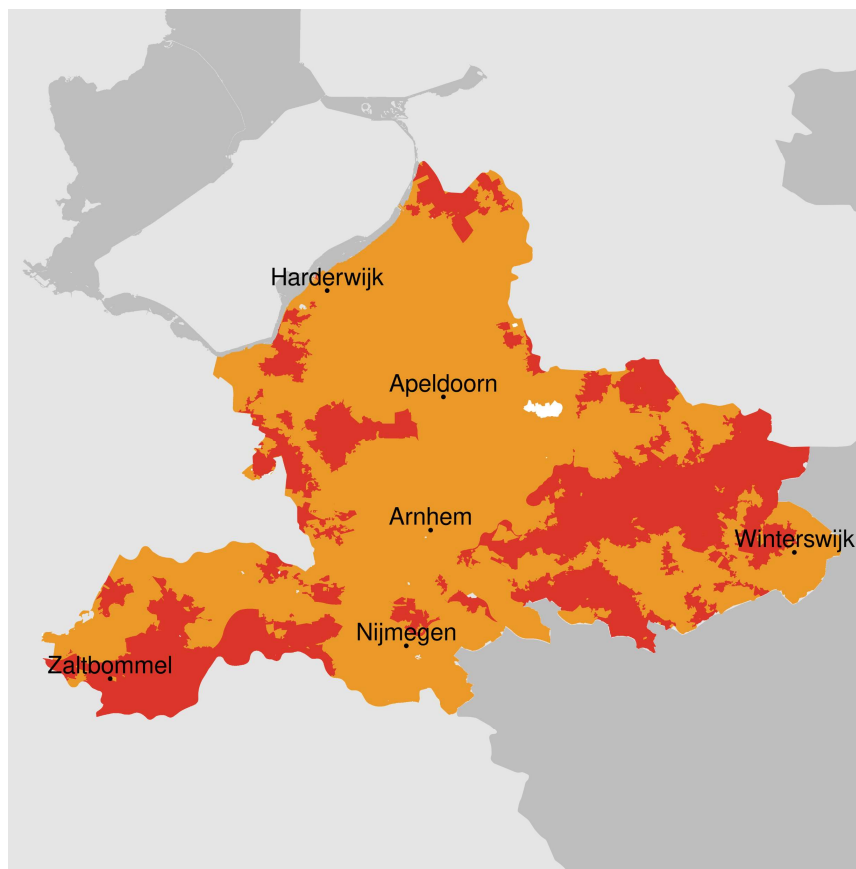 Harderwijk
Apeldoorn
Arnhem
Winterswijk
Nijmegen
Zaltbommel